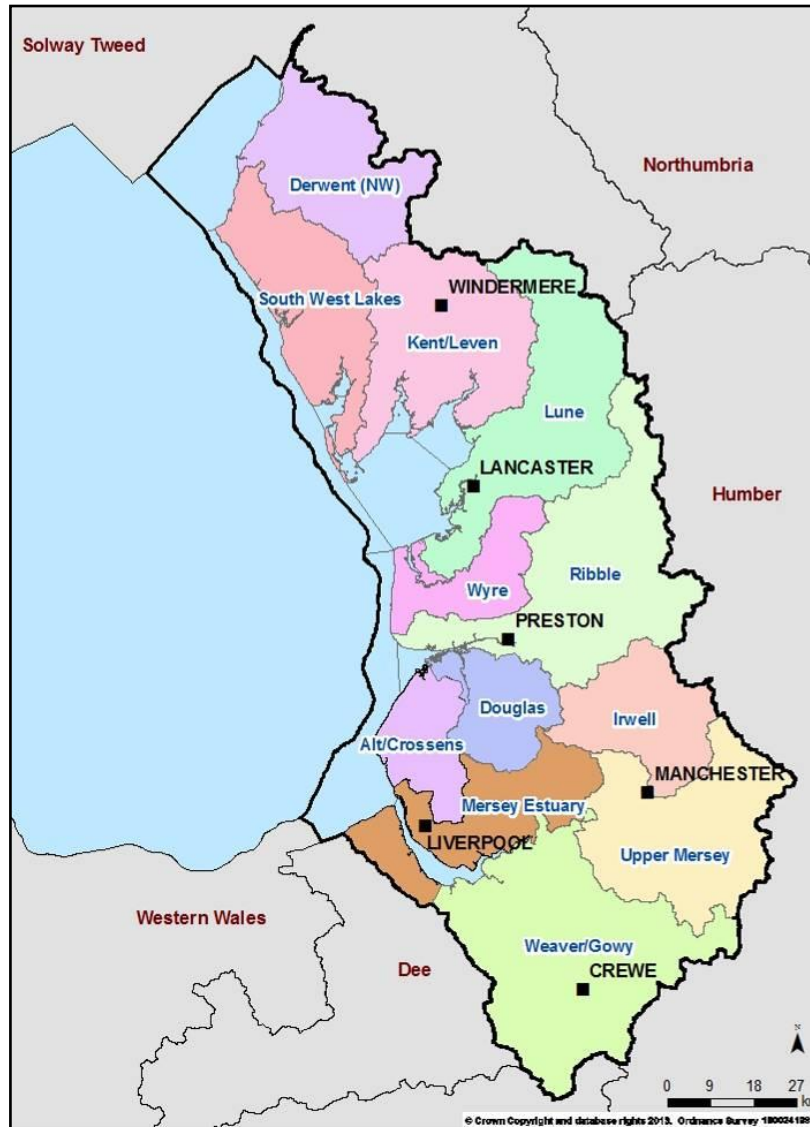 Solway Tweed
Northumbria
Derwent (NW)
WINDERMERE
South West Lakes
Kent/Leven
Lune
LANCASTER
Humber
Ribble
Wyre
PRESTON
Douglas
Irwell
Alt/Crossens
MANCHESTER
Mersey Estuary
LIVERPOOL
Upper Mersey
Western Wales
Weaver/Gowy
Dee
CREWE
N
0 9 18 27
km
© Crown Copyright and database rights 2013. Ordnance Survey